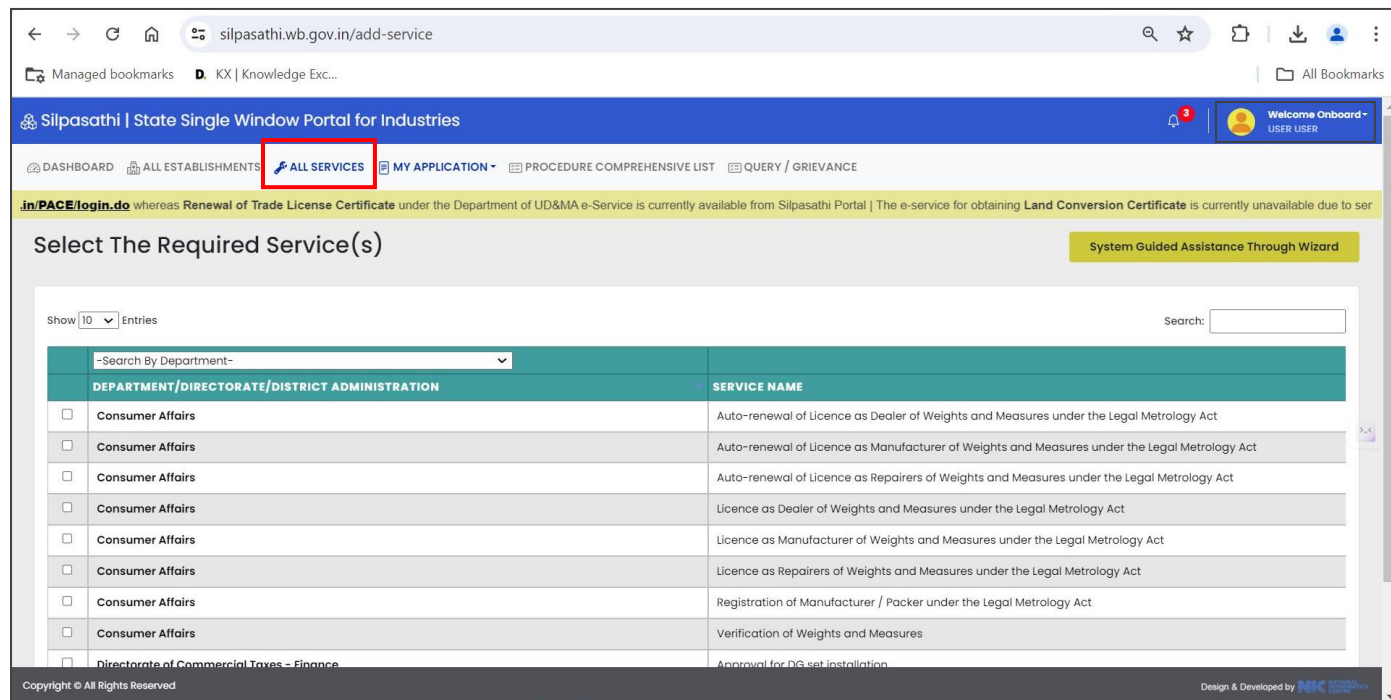 silpasathi.wb.gov.in/add-service
Managed bookmarks D. KX | Knowledge Exc... All Bookmarks
Silpasathi | State Single Window Portal for Industries 3 Welcome Onboard
USER USER
DASHBOARD ALL ESTABLISHMENTS ALL SERVICES MY APPLICATION PROCEDURE COMPREHENSIVE LIST QUERY / GRIEVANCE
.in/PACE/login.do whereas Renewal of Trade License Certificate under the Department of UD&MA e-Service is currently available from Silpasathi Portal | The e-service for obtaining Land Conversion Certificate is currently unavailable due to ser
Select The Required Service(s) System Guided Assistance Through Wizard
Show 10 Entries Search:
-Search By Department-
DEPARTMENT/DIRECTORATE/DISTRICT ADMINISTRATION SERVICE NAME
Consumer Affairs Auto-renewal of Licence as Dealer of Weights and Measures under the Legal Metrology Act
Consumer Affairs Auto-renewal of Licence as Manufacturer of Weights and Measures under the Legal Metrology Act
Consumer Affairs Auto-renewal of Licence as Repairers of Weights and Measures under the Legal Metrology Act
Consumer Affairs Licence as Dealer of Weights and Measures under the Legal Metrology Act
Consumer Affairs Licence as Manufacturer of Weights and Measures under the Legal Metrology Act
Consumer Affairs Licence as Repairers of Weights and Measures under the Legal Metrology Act
Consumer Affairs Registration of Manufacturer / Packer under the Legal Metrology Act
Consumer Affairs Verification of Weights and Measures
Directorate of Commercial Taxes - Finance Approval for DG set installation
Copyright © All Rights Reserved Design & Developed by NIC NATIONAL INFORMATICS CENTRE